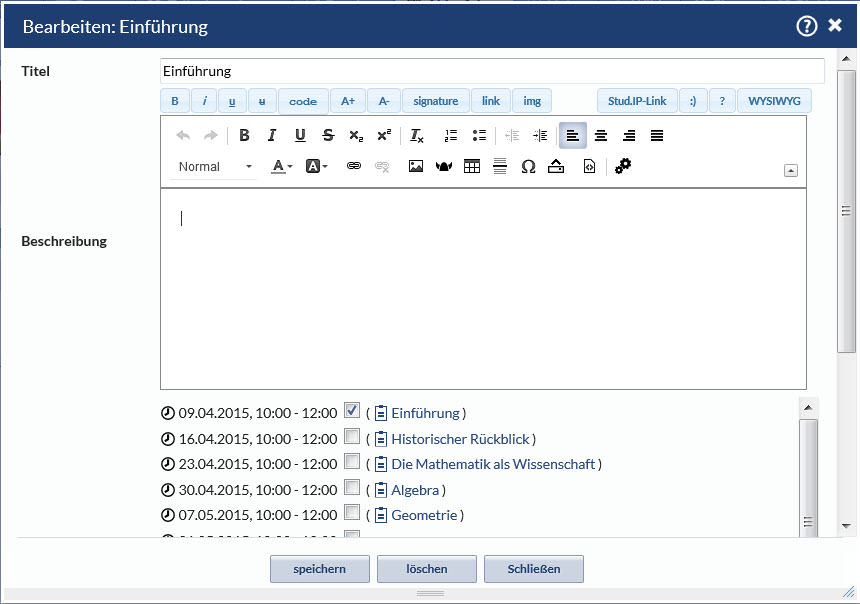 Bearbeiten: Einführung
Titel
Einführung
B i u u code A+ A- signature link img Stud.IP-Link :) ? WYSIWYG
B I U S x₂ x² Tx
Normal A A Ω
Beschreibung
09.04.2015, 10:00 - 12:00 ( Einführung )
16.04.2015, 10:00 - 12:00 ( Historischer Rückblick )
23.04.2015, 10:00 - 12:00 ( Die Mathematik als Wissenschaft )
30.04.2015, 10:00 - 12:00 ( Algebra )
07.05.2015, 10:00 - 12:00 ( Geometrie )
speichern löschen Schließen